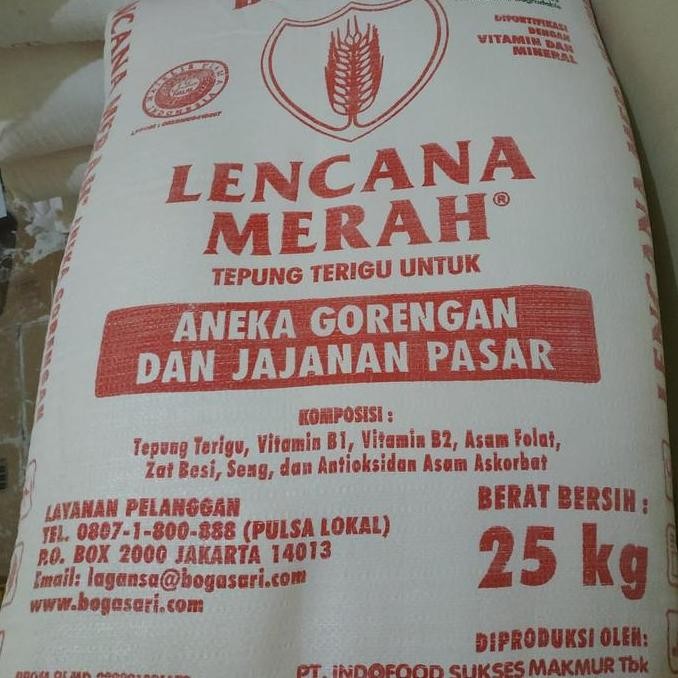 DIFORTIFIKASI
DENGAN
VITAMIN DAN
MINERAL
LENCANA
MERAH®
TEPUNG TERIGU UNTUK
ANEKA GORENGAN
DAN JAJANAN PASAR
KOMPOSISI :
Tepung Terigu, Vitamin B1, Vitamin B2, Asam Folat,
Zat Besi, Seng, dan Antioksidan Asam Askorbat
LAYANAN PELANGGAN
TEL. 0807-1-800-888 (PULSA LOKAL)
P.O. BOX 2000 JAKARTA 14013
Email: lagansa@bogasari.com
www.bogasari.com
BERAT BERSIH :
25 kg
DIPRODUKSI OLEH:
PT. INDOFOOD SUKSES MAKMUR Tbk